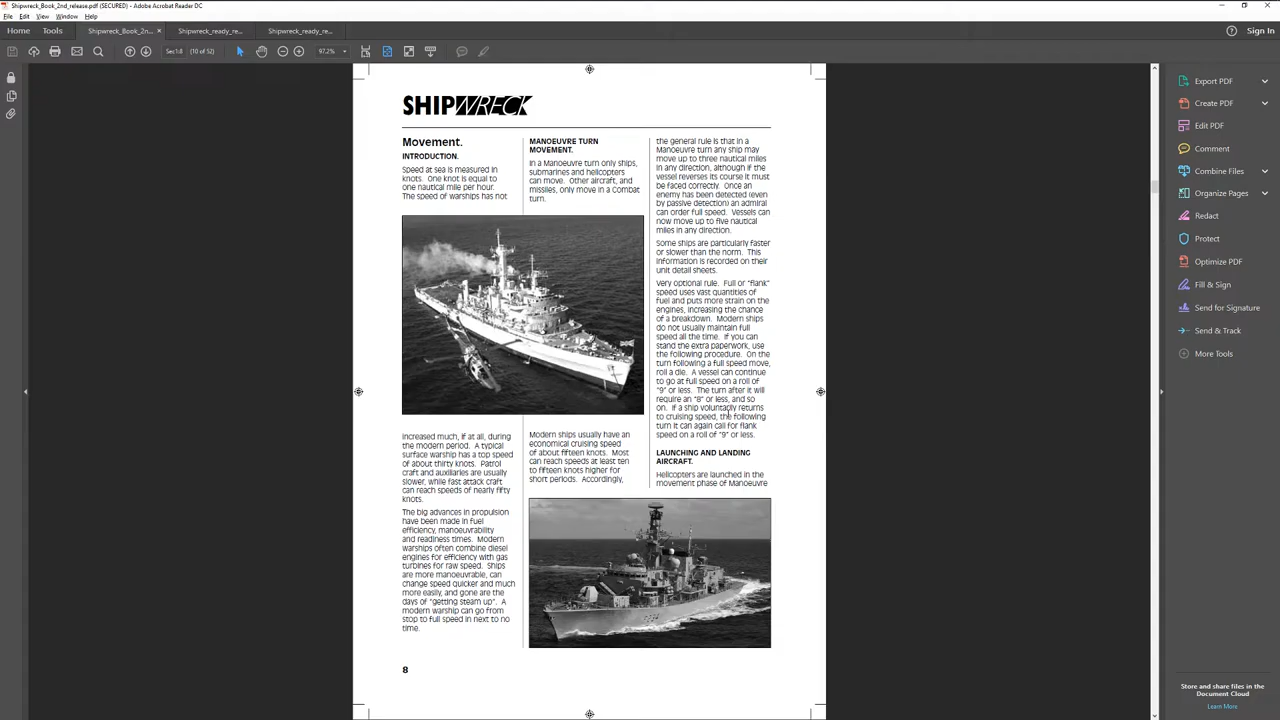 Shipwreck_Book_2nd_release.pdf (SECURED) - Adobe Acrobat Reader DC
File Edit View Window Help
Home Tools Shipwreck_Book_2n... × Shipwreck_ready_re... Shipwreck_ready_re... Sign In
Sec1:8 (10 of 52) 97.2%
SHIPWRECK
Movement.
INTRODUCTION.
Speed at sea is measured in
knots. One knot is equal to
one nautical mile per hour.
The speed of warships has not
increased much, if at all, during
the modern period. A typical
surface warship has a top speed
of about thirty knots. Patrol
craft and auxiliaries are usually
slower, while fast attack craft
can reach speeds of nearly fifty
knots.
The big advances in propulsion
have been made in fuel
efficiency, manoeuvrability
and readiness times. Modern
warships often combine diesel
engines for efficiency with gas
turbines for raw speed. Ships
are more manoeuvrable, can
change speed quicker and much
more easily, and gone are the
days of "getting steam up". A
modern warship can go from
stop to full speed in next to no
time.
MANOEUVRE TURN
MOVEMENT.
In a Manoeuvre turn only ships,
submarines and helicopters
can move. Other aircraft, and
missiles, only move in a combat
turn.
Modern ships usually have an
economical cruising speed
of about fifteen knots. Most
can reach speeds at least ten
to fifteen knots higher for
short periods. Accordingly,
the general rule is that in a
Manoeuvre turn any ship may
move up to three nautical miles
in any direction, although if the
vessel reverses its course it must
be faced correctly. Once an
enemy has been detected (even
by passive detection) an admiral
can order full speed. Vessels can
now move up to five nautical
miles in any direction.
Some ships are particularly faster
or slower than the norm. This
information is recorded on their
unit detail sheets.
Very optional rule. Full or "flank"
speed uses vast quantities of
fuel and puts more strain on the
engines, increasing the chance
of a breakdown. Modern ships
do not usually maintain full
speed all the time. If you can
stand the extra paperwork, use
the following procedure. On the
turn following a full speed move,
roll a die. A vessel can continue
to go at full speed on a roll of
"9" or less. The turn after it will
require an "8" or less, and so
on. If a ship voluntarily returns
to cruising speed, the following
turn it can again call for flank
speed on a roll of "9" or less.
LAUNCHING AND LANDING
AIRCRAFT.
Helicopters are launched in the
movement phase of Manoeuvre
8
Export PDF
Create PDF
Edit PDF
Comment
Combine Files
Organize Pages
Redact
Protect
Optimize PDF
Fill & Sign
Send for Signature
Send & Track
More Tools
Store and share files in the
Document Cloud
Learn More